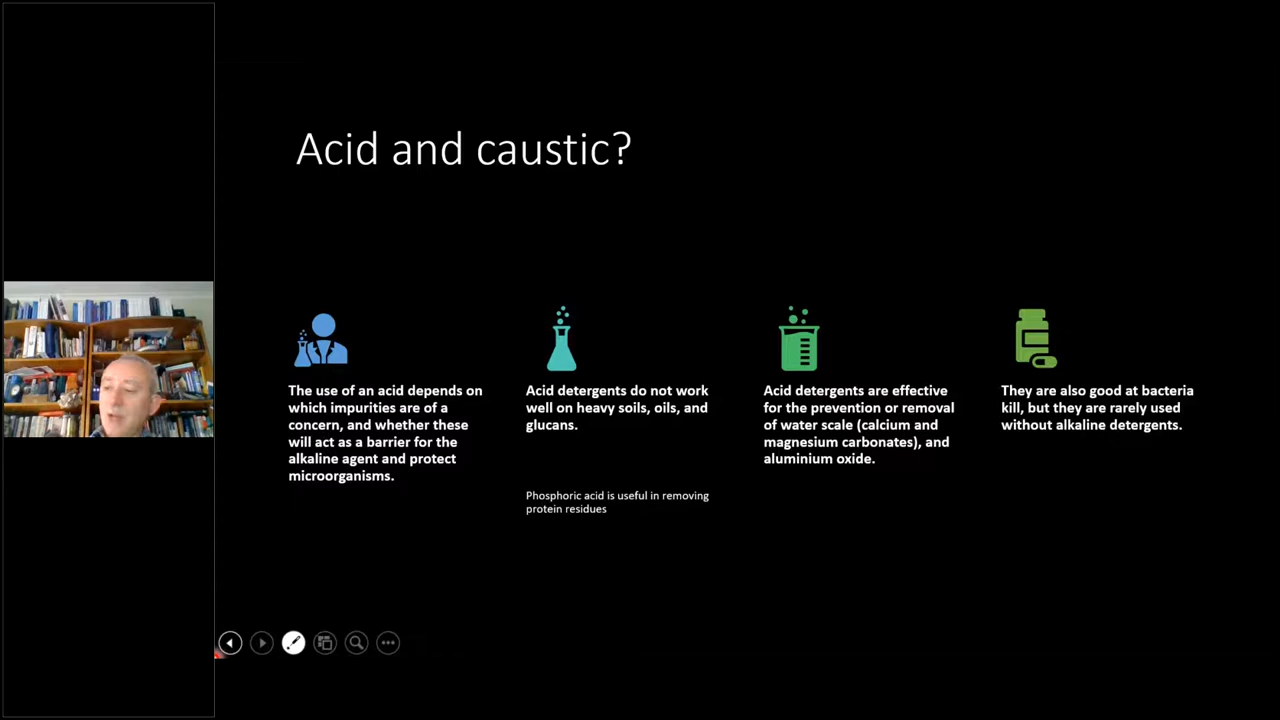 Acid and caustic?
The use of an acid depends on
which impurities are of a
concern, and whether these
will act as a barrier for the
alkaline agent and protect
microorganisms.
Acid detergents do not work
well on heavy soils, oils, and
glucans.
Phosphoric acid is useful in removing
protein residues
Acid detergents are effective
for the prevention or removal
of water scale (calcium and
magnesium carbonates), and
aluminium oxide.
They are also good at bacteria
kill, but they are rarely used
without alkaline detergents.